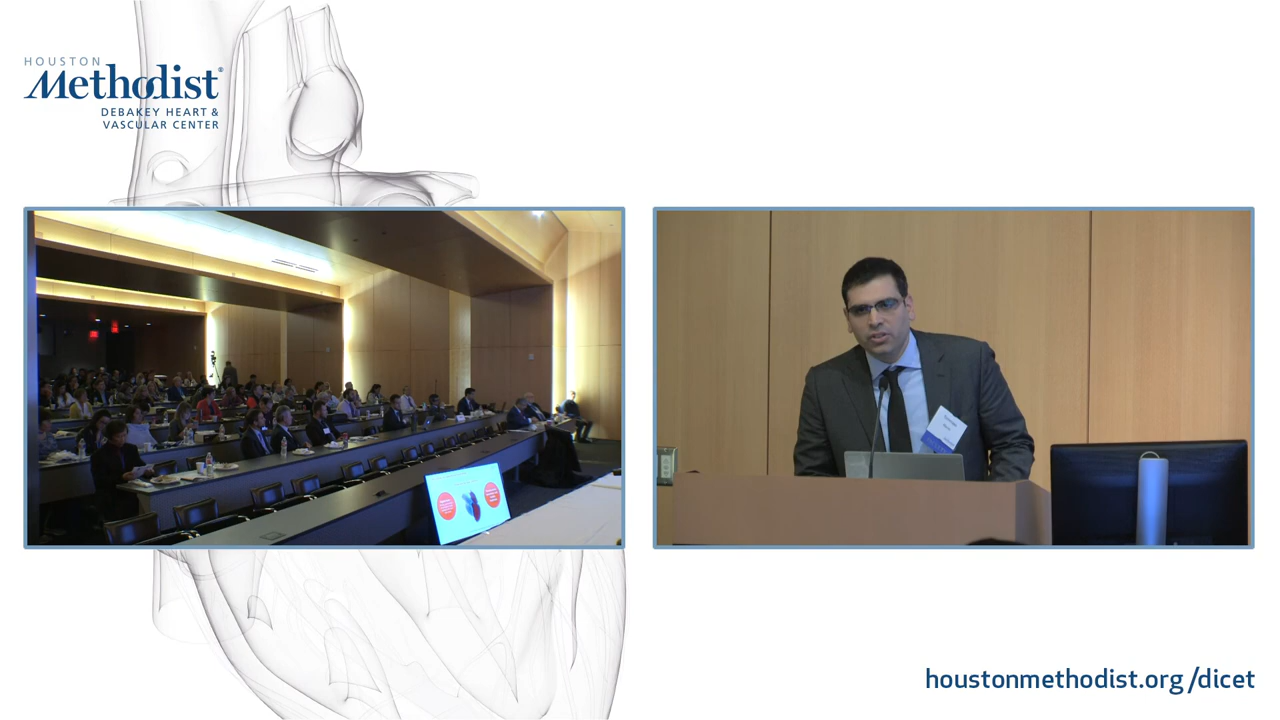 HOUSTON
Methodist®
DEBAKEY HEART &
VASCULAR CENTER
houstonmethodist.org/dicet